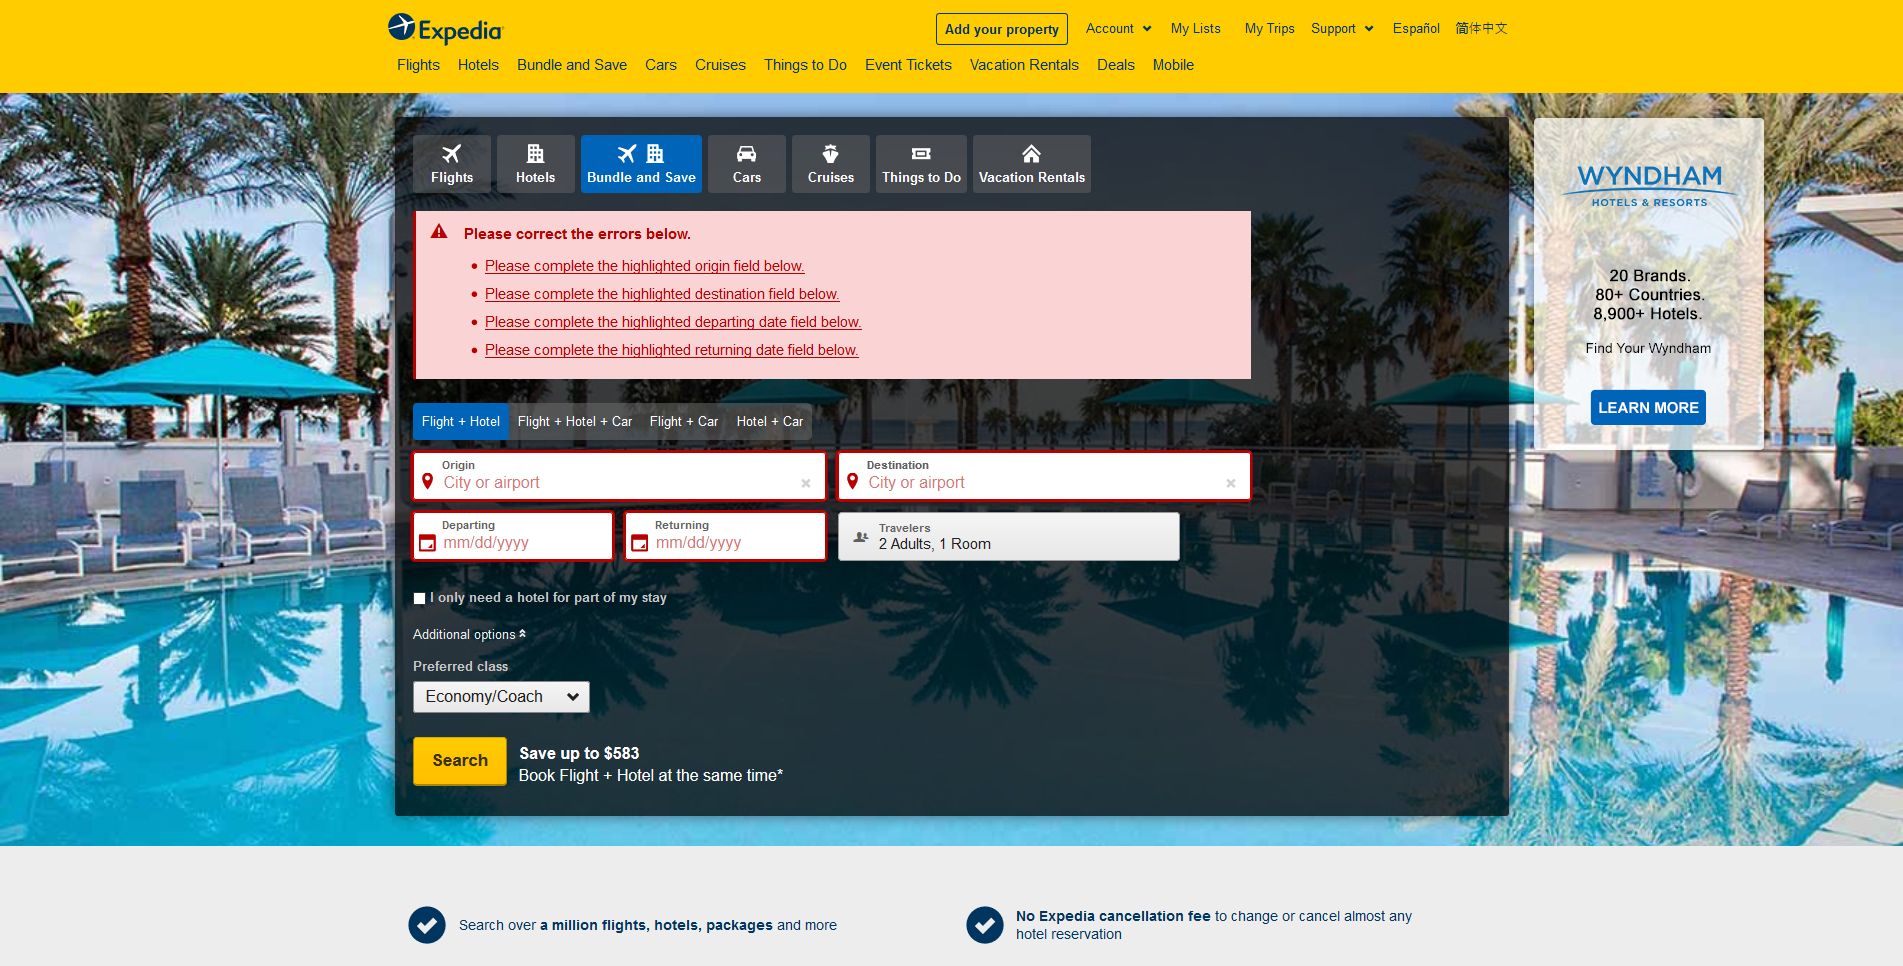 Expedia
Add your property
Account
My Lists
My Trips
Support
Español
简体中文
Flights
Hotels
Bundle and Save
Cars
Cruises
Things to Do
Event Tickets
Vacation Rentals
Deals
Mobile
Flights
Hotels
Bundle and Save
Cars
Cruises
Things to Do
Vacation Rentals
Please correct the errors below.
Please complete the highlighted origin field below.
Please complete the highlighted destination field below.
Please complete the highlighted departing date field below.
Please complete the highlighted returning date field below.
Flight + Hotel
Flight + Hotel + Car
Flight + Car
Hotel + Car
Origin
City or airport
Destination
City or airport
Departing
mm/dd/yyyy
Returning
mm/dd/yyyy
Travelers
2 Adults, 1 Room
I only need a hotel for part of my stay
Additional options
Preferred class
Economy/Coach
Search
Save up to $583
Book Flight + Hotel at the same time*
WYNDHAM
HOTELS & RESORTS
20 Brands.
80+ Countries.
8,900+ Hotels.
Find Your Wyndham
LEARN MORE
Search over a million flights, hotels, packages and more
No Expedia cancellation fee to change or cancel almost any
hotel reservation